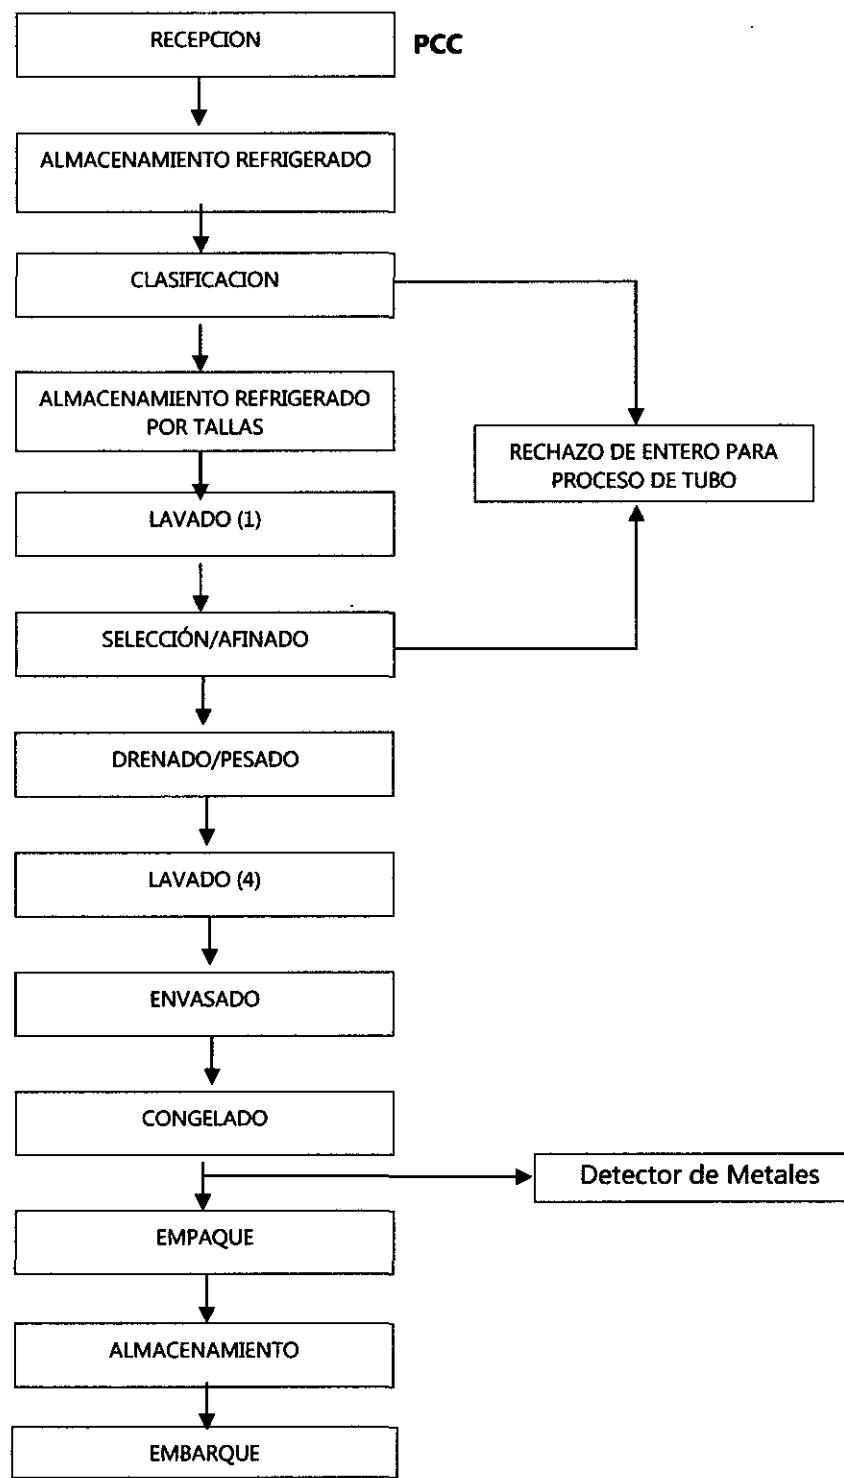 RECEPCION
PCC
ALMACENAMIENTO REFRIGERADO
CLASIFICACION
ALMACENAMIENTO REFRIGERADO
POR TALLAS
RECHAZO DE ENTERO PARA
PROCESO DE TUBO
LAVADO (1)
SELECCIÓN/AFINADO
DRENADO/PESADO
LAVADO (4)
ENVASADO
CONGELADO
Detector de Metales
EMPAQUE
ALMACENAMIENTO
EMBARQUE